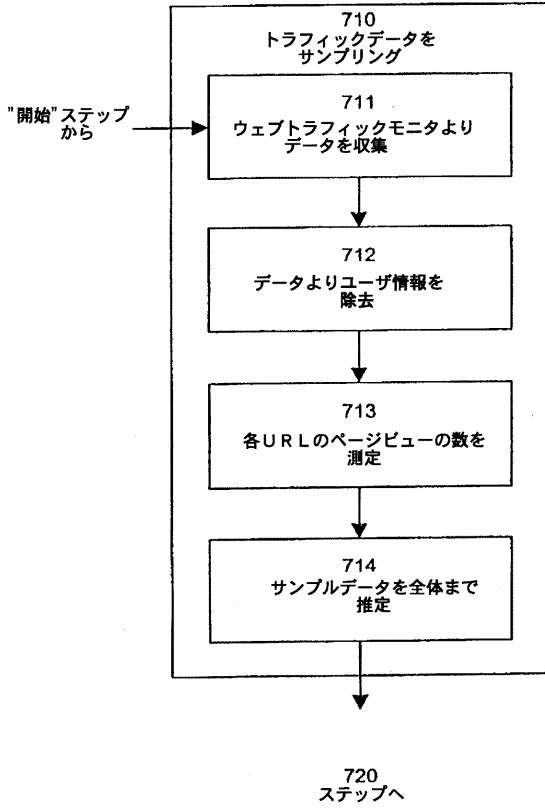 710
トラフィックデータを
サンプリング
"開始"ステップ
から
711
ウェブトラフィックモニタより
データを収集
712
データよりユーザ情報を
除去
713
各URLのページビューの数を
測定
714
サンプルデータを全体まで
推定
720
ステップへ